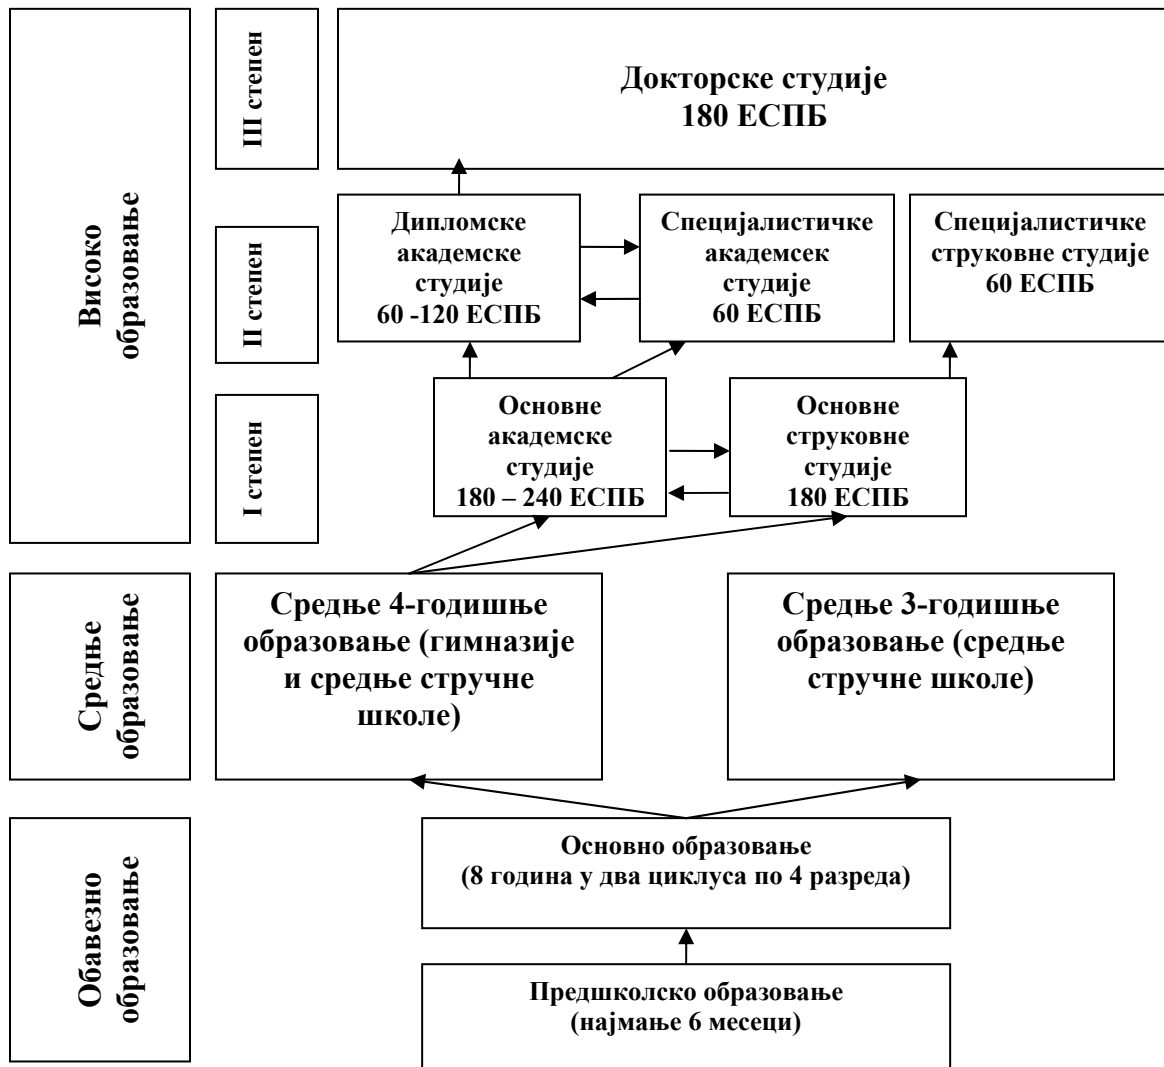 Високо
образовање
III степен
Докторске студије
180 ЕСПБ
II степен
Дипломске
академске
студије
60 -120 ЕСПБ
Специјалистичке
академсек
студије
60 ЕСПБ
Специјалистичке
струковне студије
60 ЕСПБ
I степен
Основне
академске
студије
180 – 240 ЕСПБ
Основне
струковне
студије
180 ЕСПБ
Средње
образовање
Средње 4-годишње
образовање (гимназије
и средње стручне
школе)
Средње 3-годишње
образовање (средње
стручне школе)
Обавезно
образовање
Основно образовање
(8 година у два циклуса по 4 разреда)
Предшколско образовање
(најмање 6 месеци)